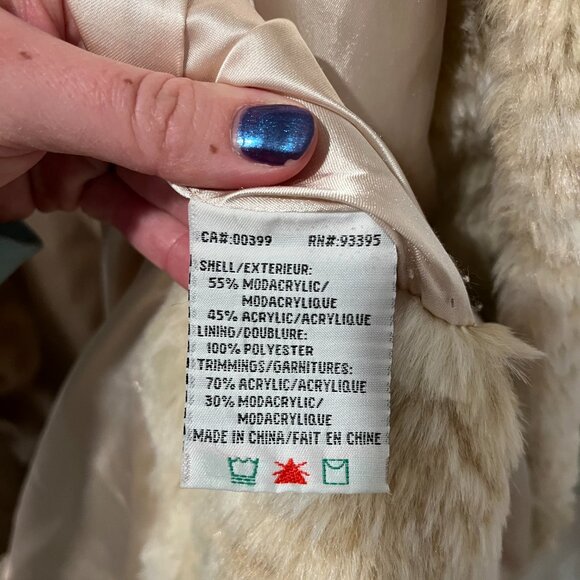 CA#:00399 RN#:93395
SHELL/EXTERIEUR:
55% MODACRYLIC/
MODACRYLIQUE
45% ACRYLIC/ACRYLIQUE
LINING/DOUBLURE:
100% POLYESTER
TRIMMINGS/GARNITURES:
70% ACRYLIC/ACRYLIQUE
30% MODACRYLIC/
MODACRYLIQUE
MADE IN CHINA/FAIT EN CHINE